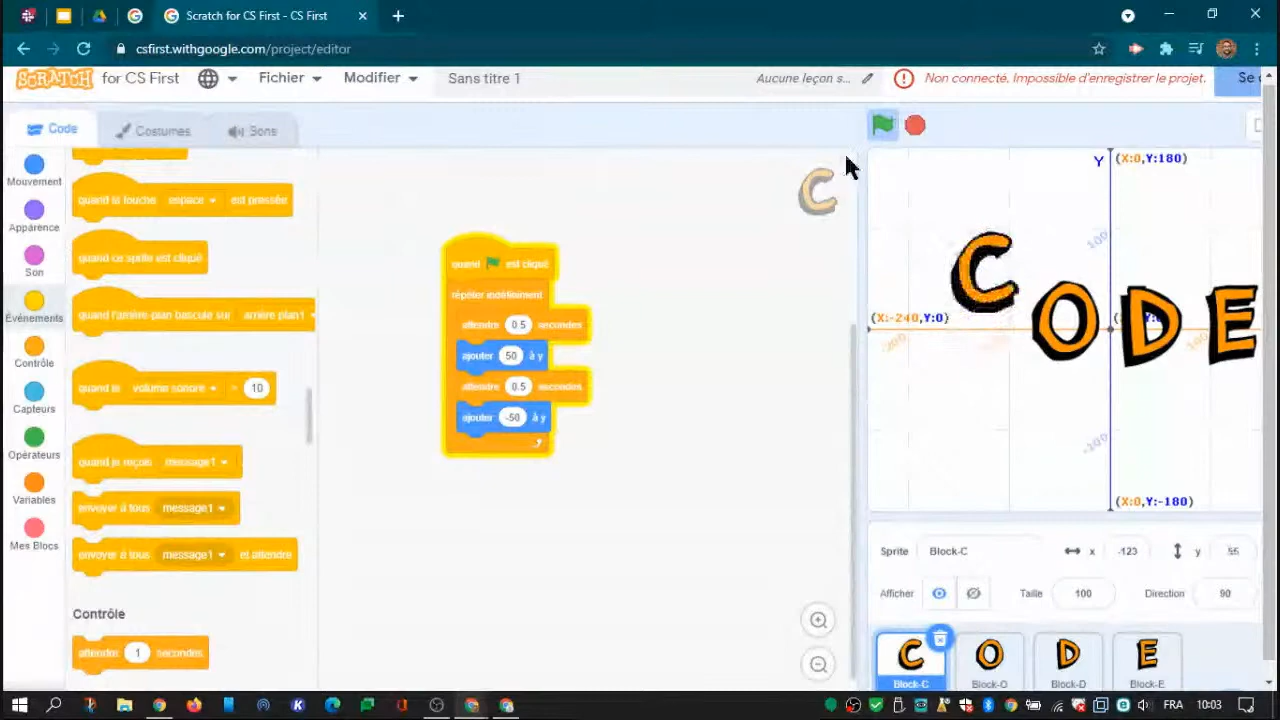 Scratch for CS First - CS First
csfirst.withgoogle.com/project/editor
SCRATCH for CS First Fichier Modifier Sans titre 1 Aucune leçon s... Non connecté. Impossible d'enregistrer le projet. Se
Code Costumes Sons
Mouvement
Apparence
Son
Événements
Contrôle
Capteurs
Opérateurs
Variables
Mes Blocs
quand la touche espace est pressée
quand ce sprite est cliqué
quand l'arrière-plan bascule sur arrière plan1
quand le volume sonore > 10
quand je reçois message1
envoyer à tous message1
envoyer à tous message1 et attendre
Contrôle
attendre 1 secondes
quand est cliqué
répéter indéfiniment
attendre 0.5 secondes
ajouter 50 à y
attendre 0.5 secondes
ajouter -50 à y
C
Y (X:0,Y:180)
100
C O D E
(X:-240,Y:0)
-200
100
-100
(X:0,Y:-180)
Sprite Block-C x -123 y 55
Afficher Taille 100 Direction 90
C O D E
Block-C Block-O Block-D Block-E
FRA 10:03